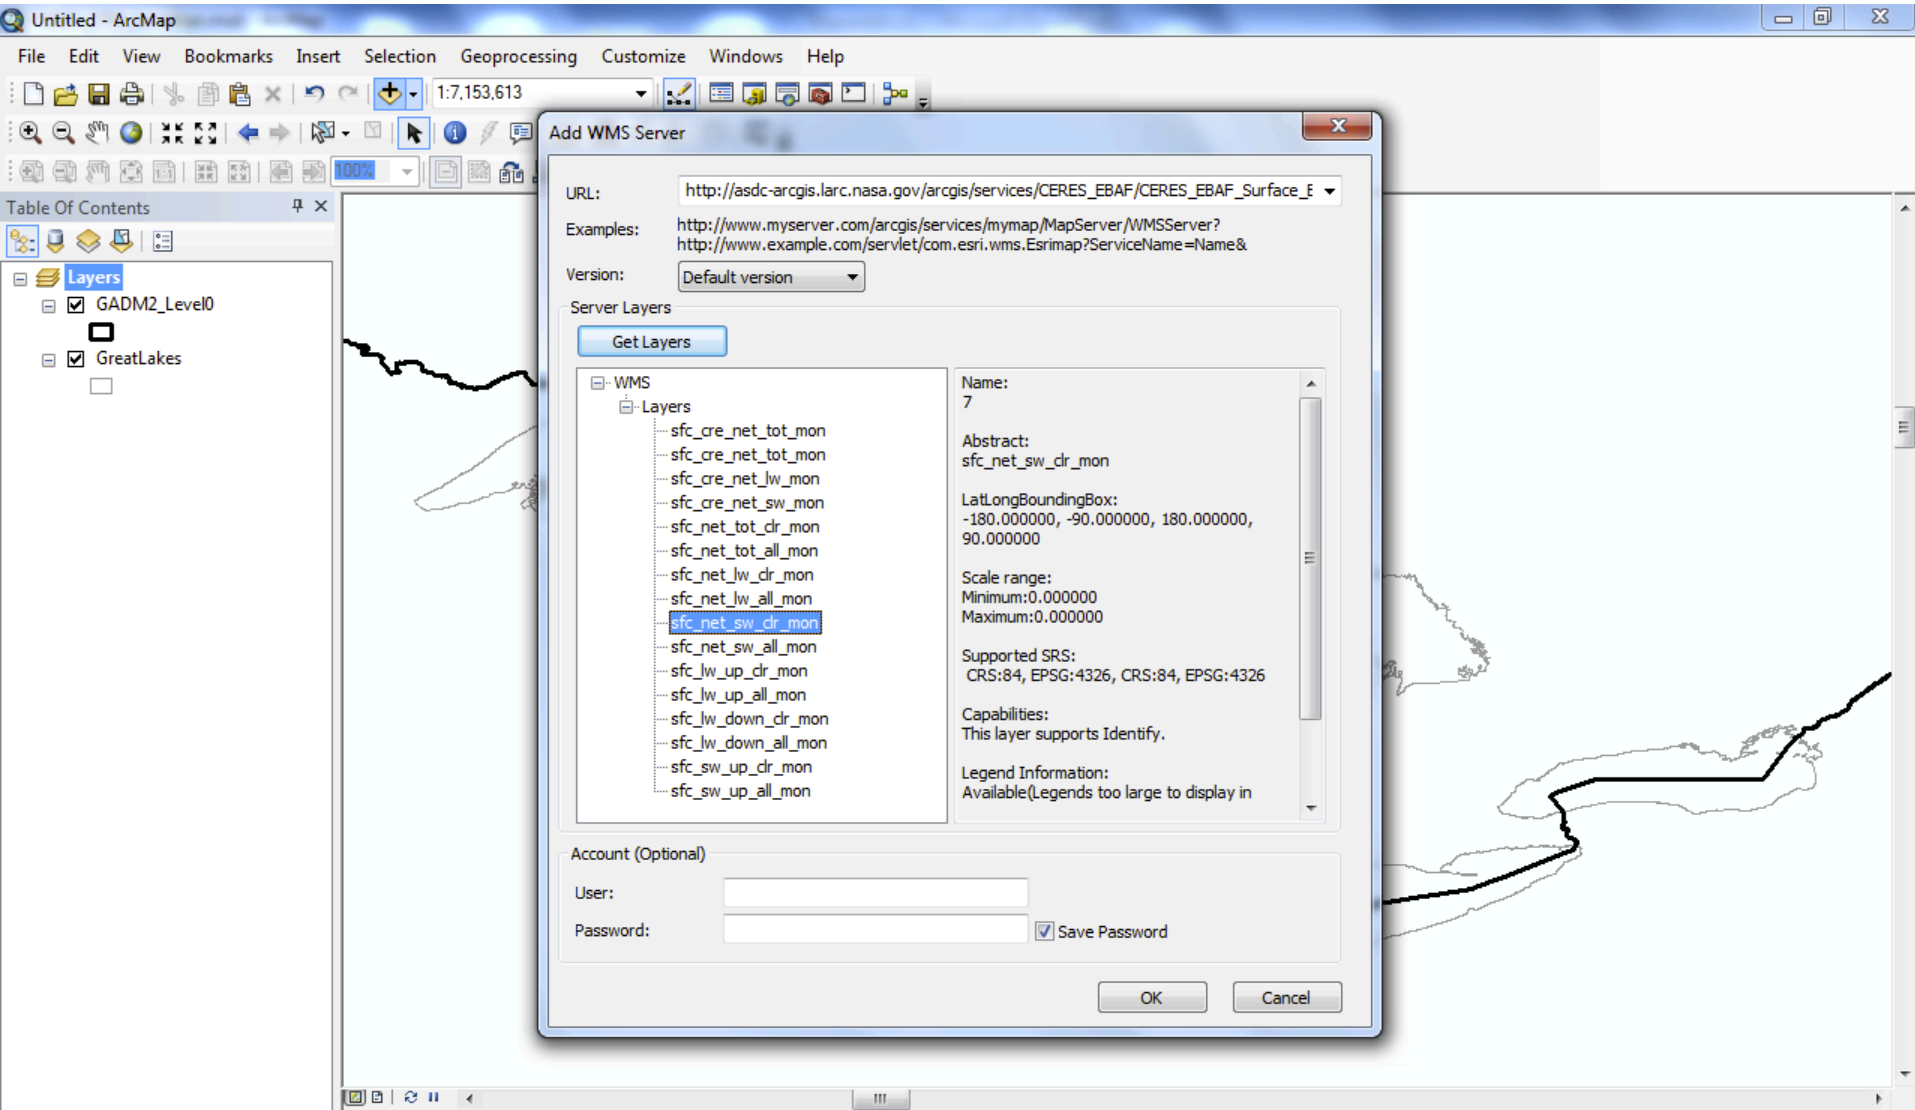 Untitled - ArcMap
File Edit View Bookmarks Insert Selection Geoprocessing Customize Windows Help
1:7,153,613
100%
Table Of Contents
Layers
GADM2_Level0
GreatLakes
Add WMS Server
URL: http://asdc-arcgis.larc.nasa.gov/arcgis/services/CERES_EBAF/CERES_EBAF_Surface_E
Examples: http://www.myserver.com/arcgis/services/mymap/MapServer/WMSServer?
http://www.example.com/servlet/com.esri.wms.Esrimap?ServiceName=Name&
Version: Default version
Server Layers
Get Layers
WMS
Layers
sfc_cre_net_tot_mon
sfc_cre_net_tot_mon
sfc_cre_net_lw_mon
sfc_cre_net_sw_mon
sfc_net_tot_clr_mon
sfc_net_tot_all_mon
sfc_net_lw_clr_mon
sfc_net_lw_all_mon
sfc_net_sw_clr_mon
sfc_net_sw_all_mon
sfc_lw_up_clr_mon
sfc_lw_up_all_mon
sfc_lw_down_clr_mon
sfc_lw_down_all_mon
sfc_sw_up_clr_mon
sfc_sw_up_all_mon
Name:
7
Abstract:
sfc_net_sw_clr_mon
LatLongBoundingBox:
-180.000000, -90.000000, 180.000000,
90.000000
Scale range:
Minimum:0.000000
Maximum:0.000000
Supported SRS:
CRS:84, EPSG:4326, CRS:84, EPSG:4326
Capabilities:
This layer supports Identify.
Legend Information:
Available(Legends too large to display in
Account (Optional)
User:
Password:
Save Password
OK Cancel